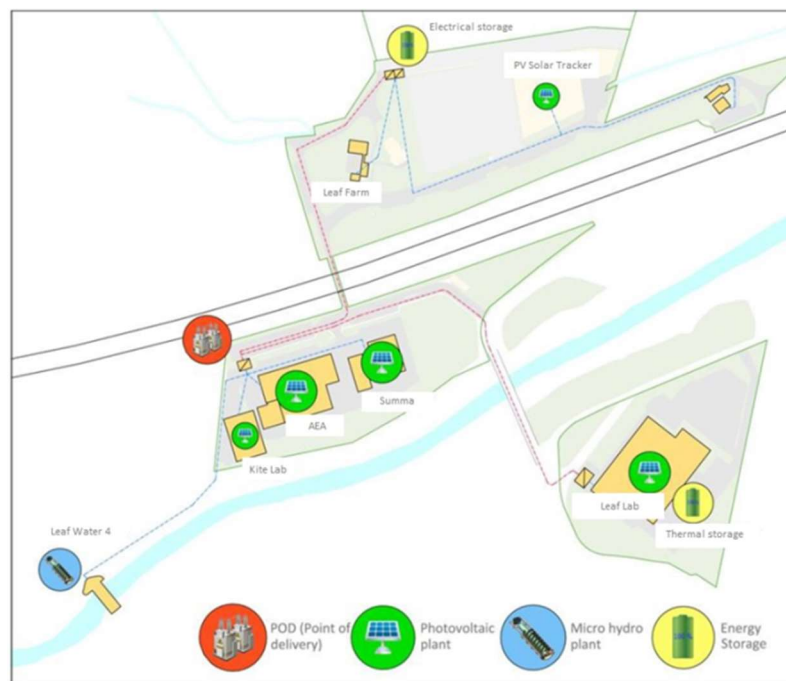 Electrical storage
PV Solar Tracker
Leaf Farm
Summa
AEA
Kite Lab
Leaf Lab
Thermal storage
Leaf Water 4
POD (Point of
delivery)
Photovoltaic
plant
Micro hydro
plant
Energy
Storage